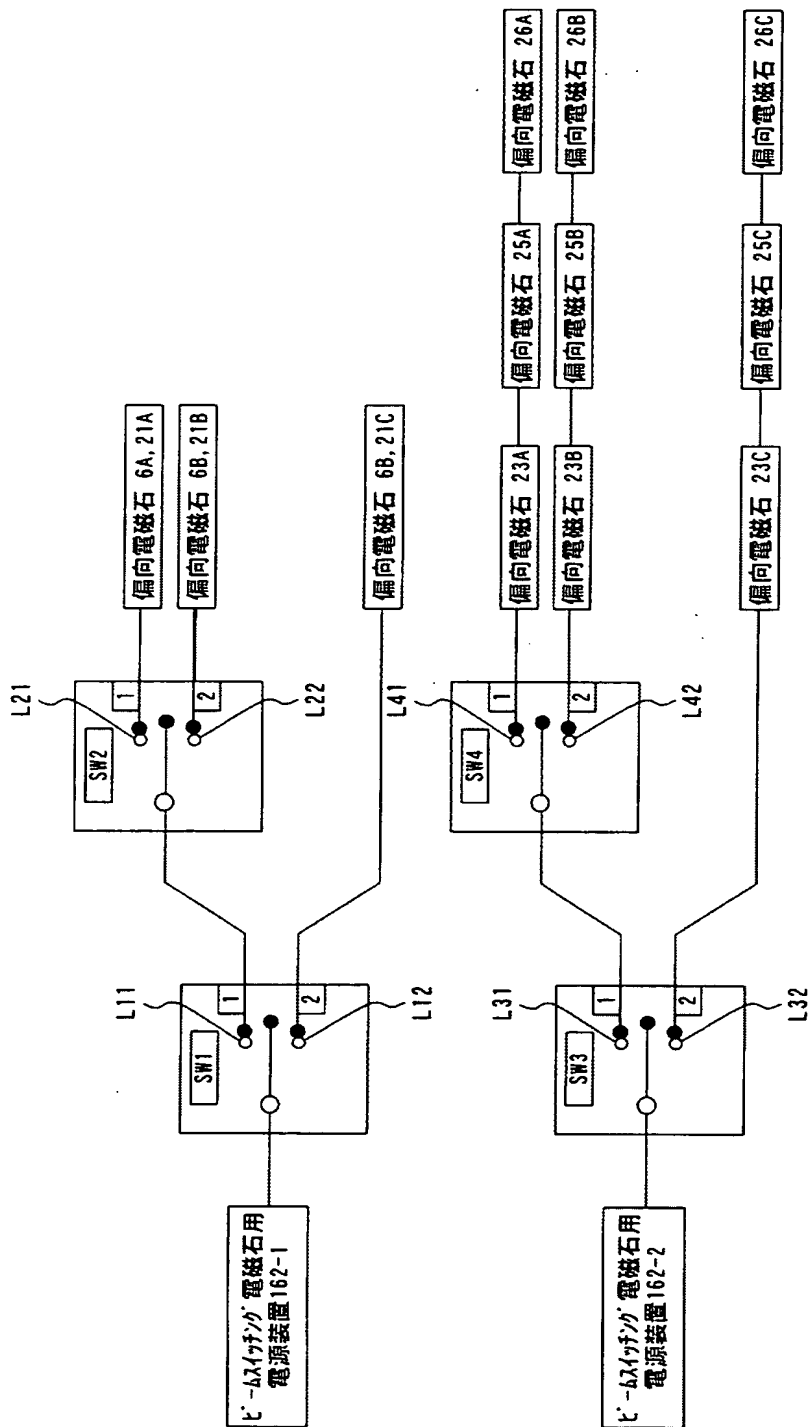 ビームスイッチング電磁石用
電源装置162-1
SW1
1
2
L11
L12
SW2
1
2
L21
L22
偏向電磁石 6A,21A
偏向電磁石 6B,21B
偏向電磁石 6B,21C
ビームスイッチング電磁石用
電源装置162-2
SW3
1
2
L31
L32
SW4
1
2
L41
L42
偏向電磁石 23A
偏向電磁石 25A
偏向電磁石 26A
偏向電磁石 23B
偏向電磁石 25B
偏向電磁石 26B
偏向電磁石 23C
偏向電磁石 25C
偏向電磁石 26C